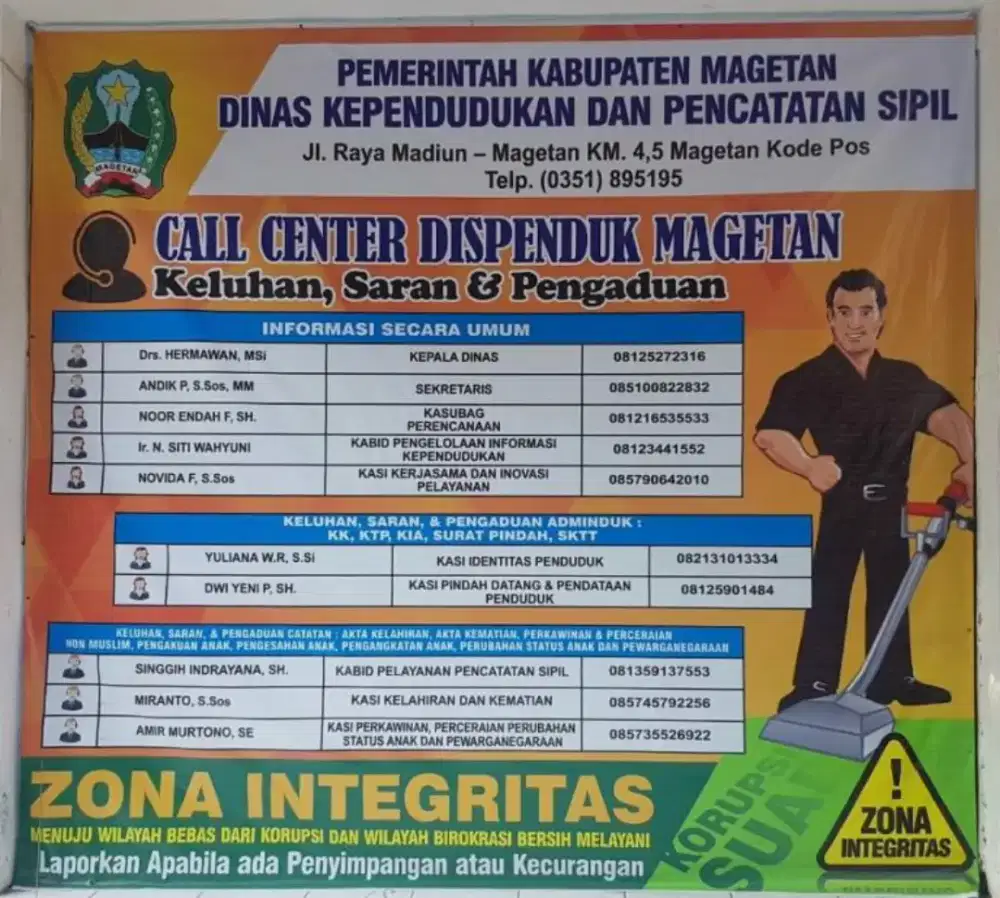 PEMERINTAH KABUPATEN MAGETAN
DINAS KEPENDUDUKAN DAN PENCATATAN SIPIL
Jl. Raya Madiun – Magetan KM. 4,5 Magetan Kode Pos
Telp. (0351) 895195
MAGETAN
CALL CENTER DISPENDUK MAGETAN
Keluhan, Saran & Pengaduan
INFORMASI SECARA UMUM
Drs. HERMAWAN, MSi KEPALA DINAS 08125272316
ANDIK P, S.Sos, MM SEKRETARIS 085100822832
NOOR ENDAH F, SH. KASUBAG PERENCANAAN 081216535533
Ir. N. SITI WAHYUNI KABID PENGELOLAAN INFORMASI KEPENDUDUKAN 08123441552
NOVIDA F, S.Sos KASI KERJASAMA DAN INOVASI PELAYANAN 085790642010
KELUHAN, SARAN, & PENGADUAN ADMINDUK :
KK, KTP, KIA, SURAT PINDAH, SKTT
YULIANA W.R, S.Si KASI IDENTITAS PENDUDUK 082131013334
DWI YENI P, SH. KASI PINDAH DATANG & PENDATAAN PENDUDUK 08125901484
KELUHAN, SARAN, & PENGADUAN CATATAN : AKTA KELAHIRAN, AKTA KEMATIAN, PERKAWINAN & PERCERAIAN
NON MUSLIM, PENGAKUAN ANAK, PENGESAHAN ANAK, PENGANGKATAN ANAK, PERUBAHAN STATUS ANAK DAN PEWARGANEGARAAN
SINGGIH INDRAYANA, SH. KABID PELAYANAN PENCATATAN SIPIL 081359137553
MIRANTO, S.Sos KASI KELAHIRAN DAN KEMATIAN 085745792256
AMIR MURTONO, SE KASI PERKAWINAN, PERCERAIAN PERUBAHAN STATUS ANAK DAN PEWARGANEGARAAN 085735526922
ZONA INTEGRITAS
MENUJU WILAYAH BEBAS DARI KORUPSI DAN WILAYAH BIROKRASI BERSIH MELAYANI
Laporkan Apabila ada Penyimpangan atau Kecurangan
KORUPSI
SUA
!
ZONA
INTEGRITAS